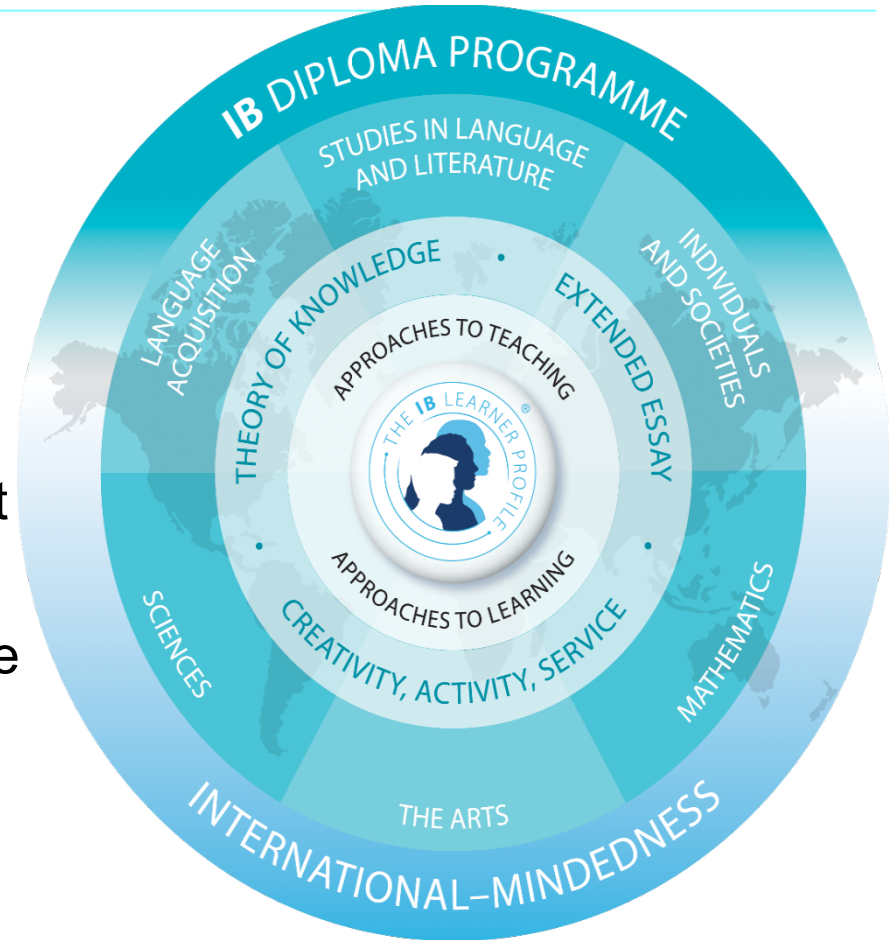 IB DIPLOMA PROGRAMME
STUDIES IN LANGUAGE
AND LITERATURE
LANGUAGE
ACQUISITION
INDIVIDUALS
AND SOCIETIES
THEORY OF KNOWLEDGE
•
EXTENDED ESSAY
APPROACHES TO TEACHING
THE IB LEARNER PROFILE ®
t
e
APPROACHES TO LEARNING
•
CREATIVITY, ACTIVITY, SERVICE
•
SCIENCES
MATHEMATICS
THE ARTS
INTERNATIONAL–MINDEDNESS